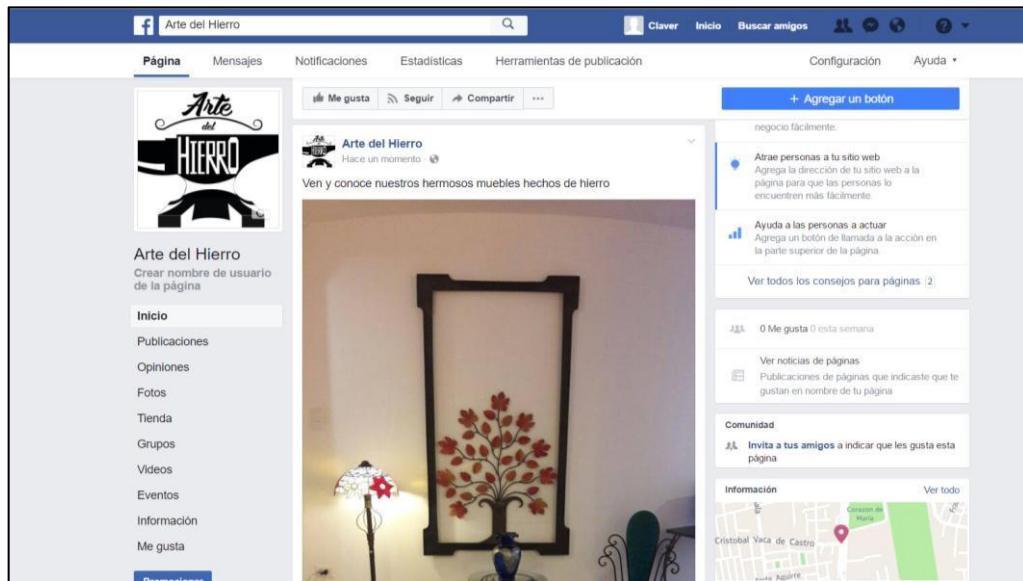 Arte del Hierro
Claver Inicio Buscar amigos
Página Mensajes Notificaciones Estadísticas Herramientas de publicación Configuración Ayuda
Arte
del
HIERRO
Arte del Hierro
Crear nombre de usuario
de la página
Inicio
Publicaciones
Opiniones
Fotos
Tienda
Grupos
Videos
Eventos
Información
Me gusta
Promociones
Me gusta Seguir Compartir ...
Arte del Hierro
Hace un momento
Ven y conoce nuestros hermosos muebles hechos de hierro
+ Agregar un botón
negocio fácilmente.
Atrae personas a tu sitio web
Agrega la dirección de tu sitio web a la
página para que las personas lo
encuentren más fácilmente.
Ayuda a las personas a actuar
Agrega un botón de llamada a la acción en
la parte superior de la página.
Ver todos los consejos para páginas 2
0 Me gusta 0 esta semana
Ver noticias de páginas
Publicaciones de páginas que indicaste que te
gustan en nombre de tu página
Comunidad
Invita a tus amigos a indicar que les gusta esta
página
Información Ver todo
Corazon de
María
Cristobal Vaca de Castro
Aguirre